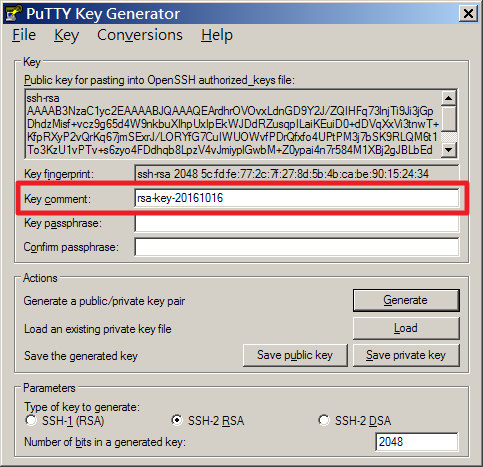 PuTTY Key Generator
File Key Conversions Help
Key
Public key for pasting into OpenSSH authorized_keys file:
ssh-rsa
AAAAB3NzaC1yc2EAAAABJQAAAQEArdhrOVOvxLdnGD9Y2J/ZQIHFq73lnjTi9Ji3jGp
DhdzMisf+vcz9g65d4W9nkbuXlhpUxIpEkWJDdRZusqpILaiKEuiD0+dDVqXxVi3tnwT+
KfpRXyP2vQrKq67jmSExrJ/LORYfG7CuIWUOWvfPDrQfxfo4UPtPM3j7bSK9RLQM6t1
To3KzU1vPTv+s6zyo4FDdhqb8LpzV4vJmiyplGwbM+Z0ypai4n7r584M1XBj2gJBLbEd
Key fingerprint: ssh-rsa 2048 5c:fd:fe:77:2c:7f:27:8d:5b:4b:ca:be:90:15:24:34
Key comment: rsa-key-20161016
Key passphrase:
Confirm passphrase:
Actions
Generate a public/private key pair Generate
Load an existing private key file Load
Save the generated key Save public key Save private key
Parameters
Type of key to generate:
SSH-1 (RSA) SSH-2 RSA SSH-2 DSA
Number of bits in a generated key: 2048